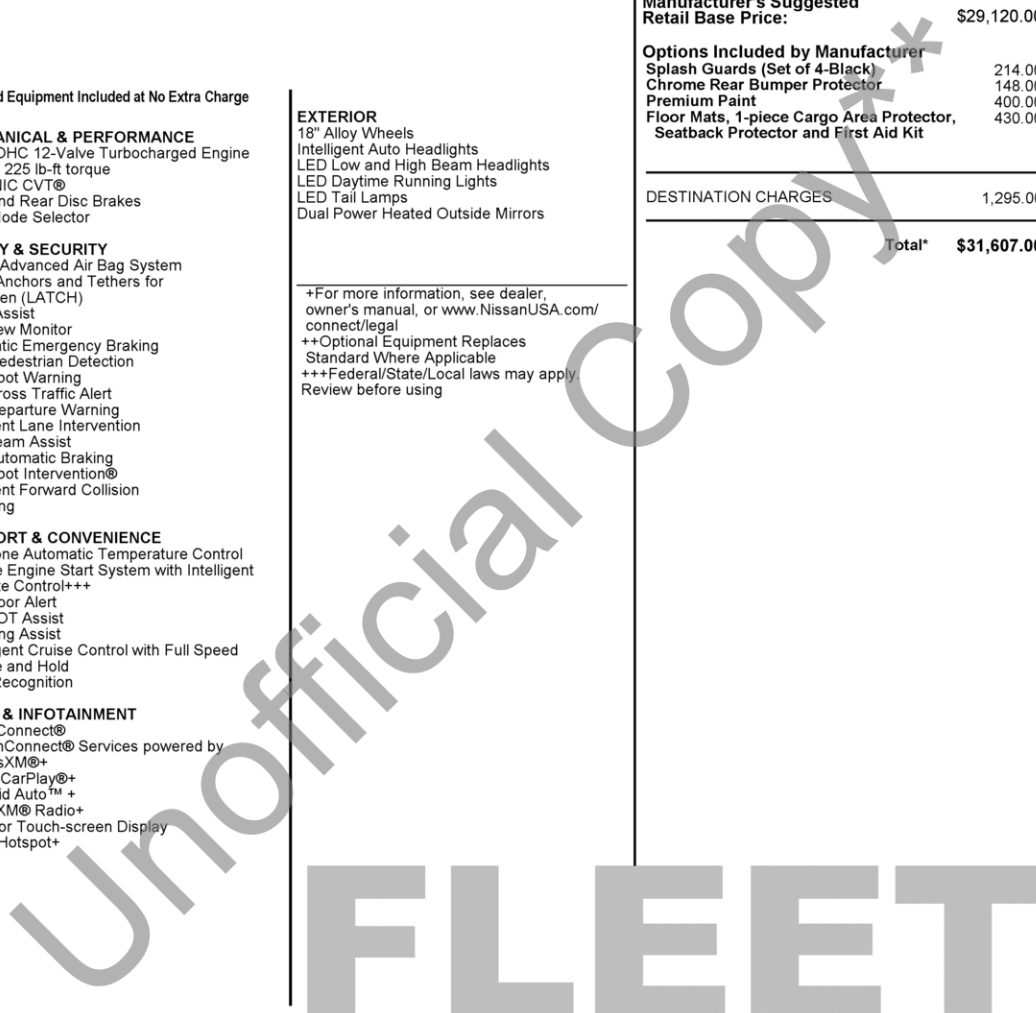 d Equipment Included at No Extra Charge
ANICAL & PERFORMANCE
OHC 12-Valve Turbocharged Engine
225 lb-ft torque
NIC CVT®
nd Rear Disc Brakes
Mode Selector
Y & SECURITY
Advanced Air Bag System
Anchors and Tethers for
en (LATCH)
Assist
ew Monitor
tic Emergency Braking
edestrian Detection
pot Warning
ross Traffic Alert
eparture Warning
ent Lane Intervention
eam Assist
utomatic Braking
pot Intervention®
ent Forward Collision
ng
ORT & CONVENIENCE
one Automatic Temperature Control
e Engine Start System with Intelligent
te Control+++
oor Alert
OT Assist
ng Assist
gent Cruise Control with Full Speed
e and Hold
Recognition
& INFOTAINMENT
Connect®
nConnect® Services powered by
sXM®+
CarPlay®+
id Auto™ +
XM® Radio+
or Touch-screen Display
Hotspot+
EXTERIOR
18" Alloy Wheels
Intelligent Auto Headlights
LED Low and High Beam Headlights
LED Daytime Running Lights
LED Tail Lamps
Dual Power Heated Outside Mirrors
+For more information, see dealer,
owner's manual, or www.NissanUSA.com/
connect/legal
++Optional Equipment Replaces
Standard Where Applicable
+++Federal/State/Local laws may apply.
Review before using
Manufacturer's Suggested
Retail Base Price: $29,120.00
Options Included by Manufacturer
Splash Guards (Set of 4-Black) 214.00
Chrome Rear Bumper Protector 148.00
Premium Paint 400.00
Floor Mats, 1-piece Cargo Area Protector, 430.00
Seatback Protector and First Aid Kit
DESTINATION CHARGES 1,295.00
Total* $31,607.00
Unofficial Copy**
FLEET